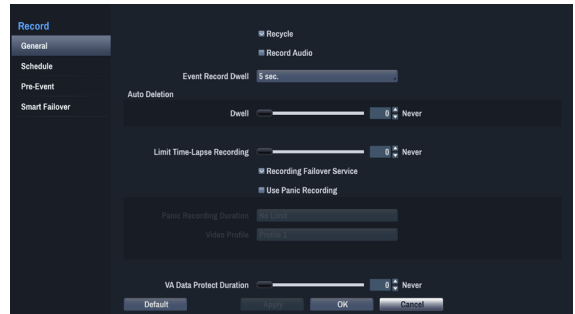 Record
General
Schedule
Pre-Event
Smart Failover
Recycle
Record Audio
Event Record Dwell 5 sec.
Auto Deletion
Dwell 0 Never
Limit Time-Lapse Recording 0 Never
Recording Failover Service
Use Panic Recording
Panic Recording Duration No Limit
Video Profile Profile 1
VA Data Protect Duration 0 Never
Default Apply OK Cancel